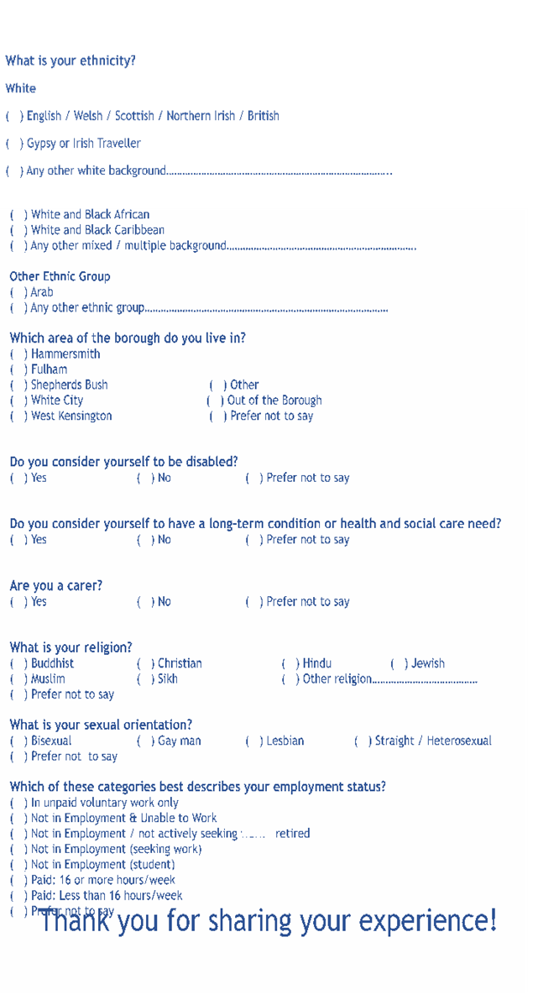 What is your ethnicity?
White
( ) English / Welsh / Scottish / Northern Irish / British
( ) Gypsy or Irish Traveller
( ) Any other white background..................................................................................
( ) White and Black African
( ) White and Black Caribbean
( ) Any other mixed / multiple background.....................................................................
Other Ethnic Group
( ) Arab
( ) Any other ethnic group.........................................................................................
Which area of the borough do you live in?
( ) Hammersmith
( ) Fulham
( ) Shepherds Bush ( ) Other
( ) White City ( ) Out of the Borough
( ) West Kensington ( ) Prefer not to say
Do you consider yourself to be disabled?
( ) Yes ( ) No ( ) Prefer not to say
Do you consider yourself to have a long-term condition or health and social care need?
( ) Yes ( ) No ( ) Prefer not to say
Are you a carer?
( ) Yes ( ) No ( ) Prefer not to say
What is your religion?
( ) Buddhist ( ) Christian ( ) Hindu ( ) Jewish
( ) Muslim ( ) Sikh ( ) Other religion.......................................
( ) Prefer not to say
What is your sexual orientation?
( ) Bisexual ( ) Gay man ( ) Lesbian ( ) Straight / Heterosexual
( ) Prefer not to say
Which of these categories best describes your employment status?
( ) In unpaid voluntary work only
( ) Not in Employment & Unable to Work
( ) Not in Employment / not actively seeking retired
( ) Not in Employment (seeking work)
( ) Not in Employment (student)
( ) Paid: 16 or more hours/week
( ) Paid: Less than 16 hours/week
( ) Prefer not to say
Thank you for sharing your experience!